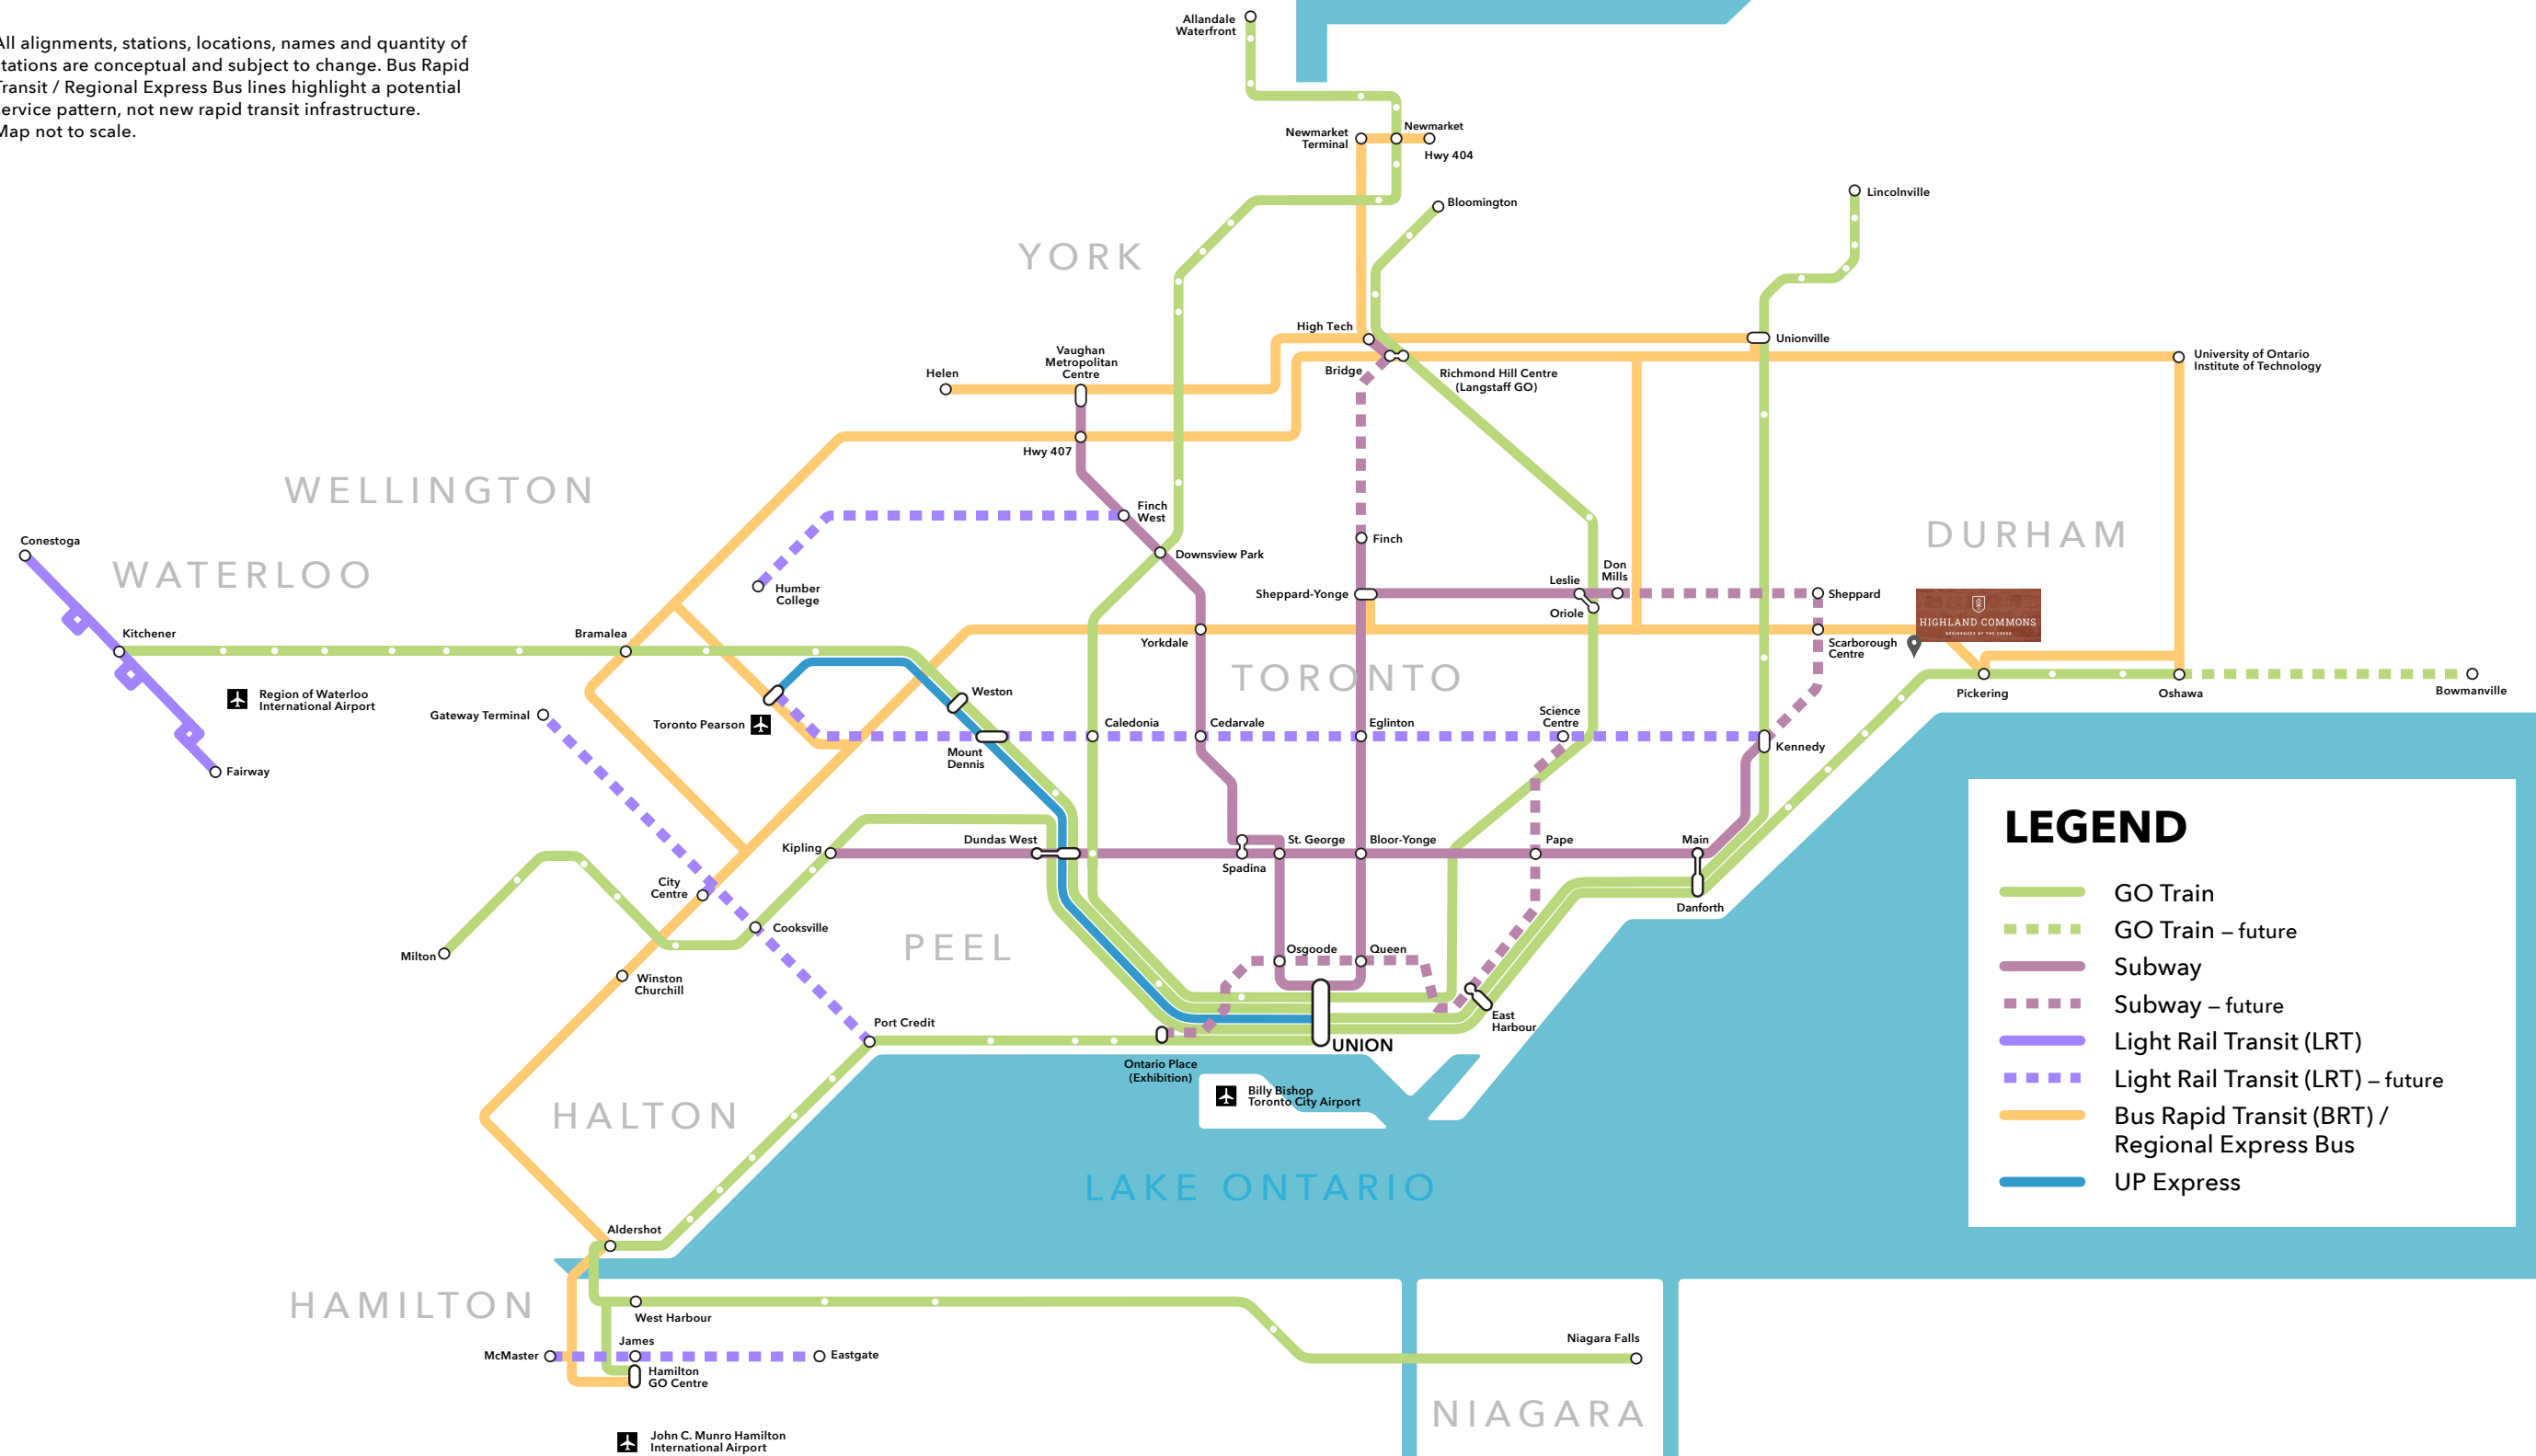 All alignments, stations, locations, names and quantity of
stations are conceptual and subject to change. Bus Rapid
Transit / Regional Express Bus lines highlight a potential
service pattern, not new rapid transit infrastructure.
Map not to scale.
Allandale
Waterfront
Newmarket
Terminal
Newmarket
Hwy 404
Bloomington
Lincolnville
YORK
High Tech
Unionville
Vaughan
Metropolitan
Centre
Helen
Bridge
Richmond Hill Centre
(Langstaff GO)
University of Ontario
Institute of Technology
Hwy 407
WELLINGTON
Finch
West
Finch
DURHAM
Conestoga
WATERLOO
Downsview Park
Humber
College
Sheppard-Yonge
Leslie
Don
Mills
Oriole
Sheppard
HIGHLAND COMMONS
RESIDENCES BY THE CREEK
Kitchener
Bramalea
Yorkdale
Scarborough
Centre
TORONTO
Region of Waterloo
International Airport
Gateway Terminal
Toronto Pearson
Weston
Pickering
Oshawa
Bowmanville
Fairway
Mount
Dennis
Caledonia
Cedarvale
Eglinton
Science
Centre
Kennedy
Kipling
Dundas West
Spadina
St. George
Bloor-Yonge
Pape
Main
Danforth
City
Centre
Cooksville
PEEL
Milton
Winston
Churchill
Osgoode
Queen
Port Credit
East
Harbour
UNION
Ontario Place
(Exhibition)
Billy Bishop
Toronto City Airport
HALTON
LAKE ONTARIO
Aldershot
HAMILTON
West Harbour
McMaster
James
Eastgate
Hamilton
GO Centre
Niagara Falls
NIAGARA
John C. Munro Hamilton
International Airport
LEGEND
GO Train
GO Train – future
Subway
Subway – future
Light Rail Transit (LRT)
Light Rail Transit (LRT) – future
Bus Rapid Transit (BRT) /
Regional Express Bus
UP Express